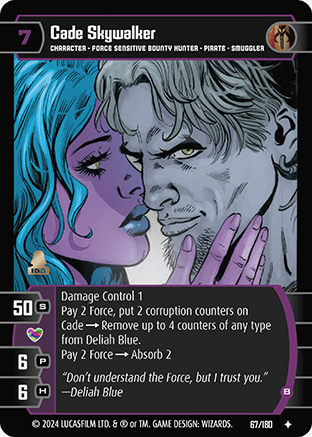 7 Cade Skywalker
CHARACTER - FORCE SENSITIVE BOUNTY HUNTER - PIRATE - SMUGGLER
50 S
6 P
6 H
Damage Control 1
Pay 2 Force, put 2 corruption counters on
Cade → Remove up to 4 counters of any type
from Deliah Blue.
Pay 2 Force → Absorb 2
“Don't understand the Force, but I trust you.”
—Deliah Blue
B
© 2024 LUCASFILM LTD. & ® OR TM. GAME DESIGN: WIZARDS. 67/180